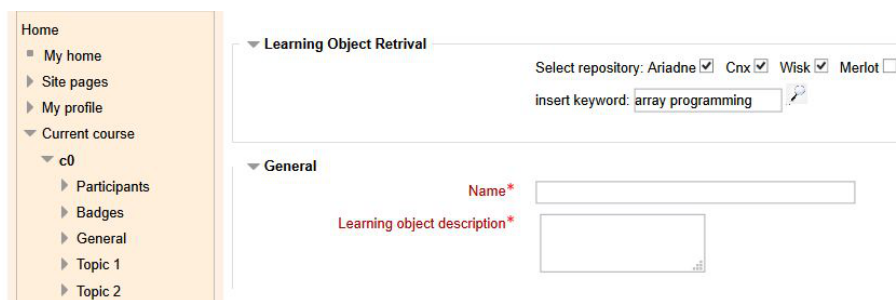 Home
My home
Site pages
My profile
Current course
c0
Participants
Badges
General
Topic 1
Topic 2
Learning Object Retrival
Select repository: Ariadne Cnx Wisk Merlot
insert keyword: array programming
General
Name*
Learning object description*